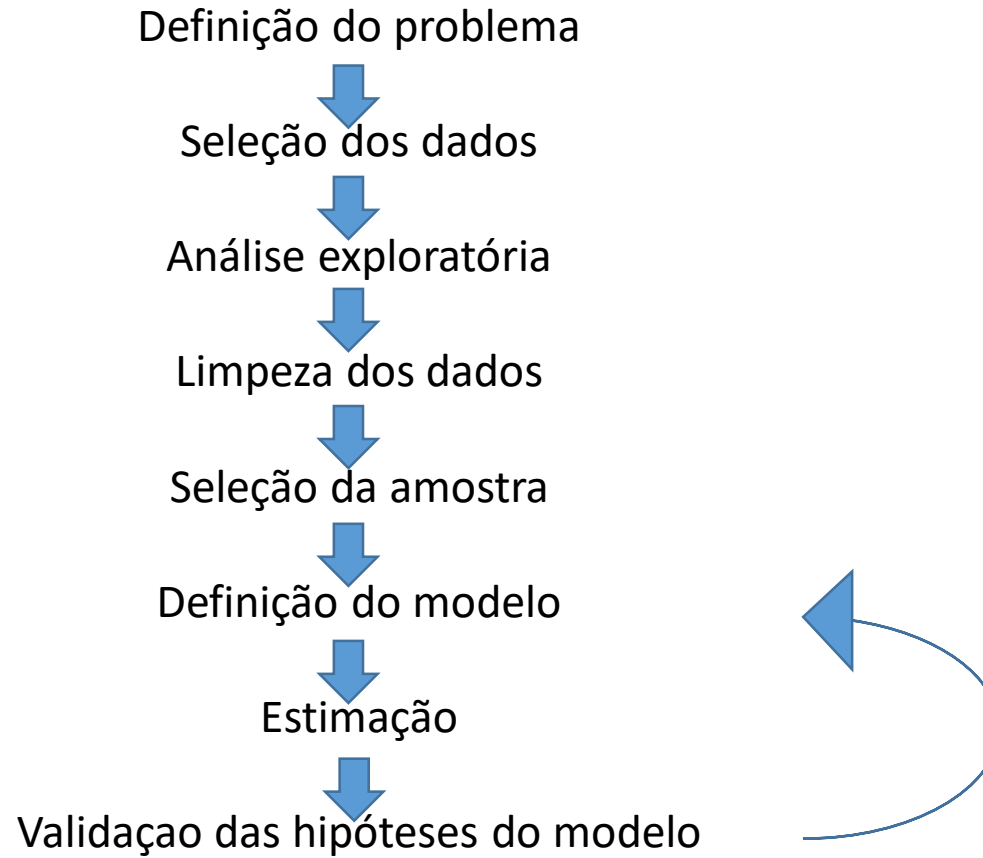 Definição do problema
Seleção dos dados
Análise exploratória
Limpeza dos dados
Seleção da amostra
Definição do modelo
Estimação
Validaçao das hipóteses do modelo